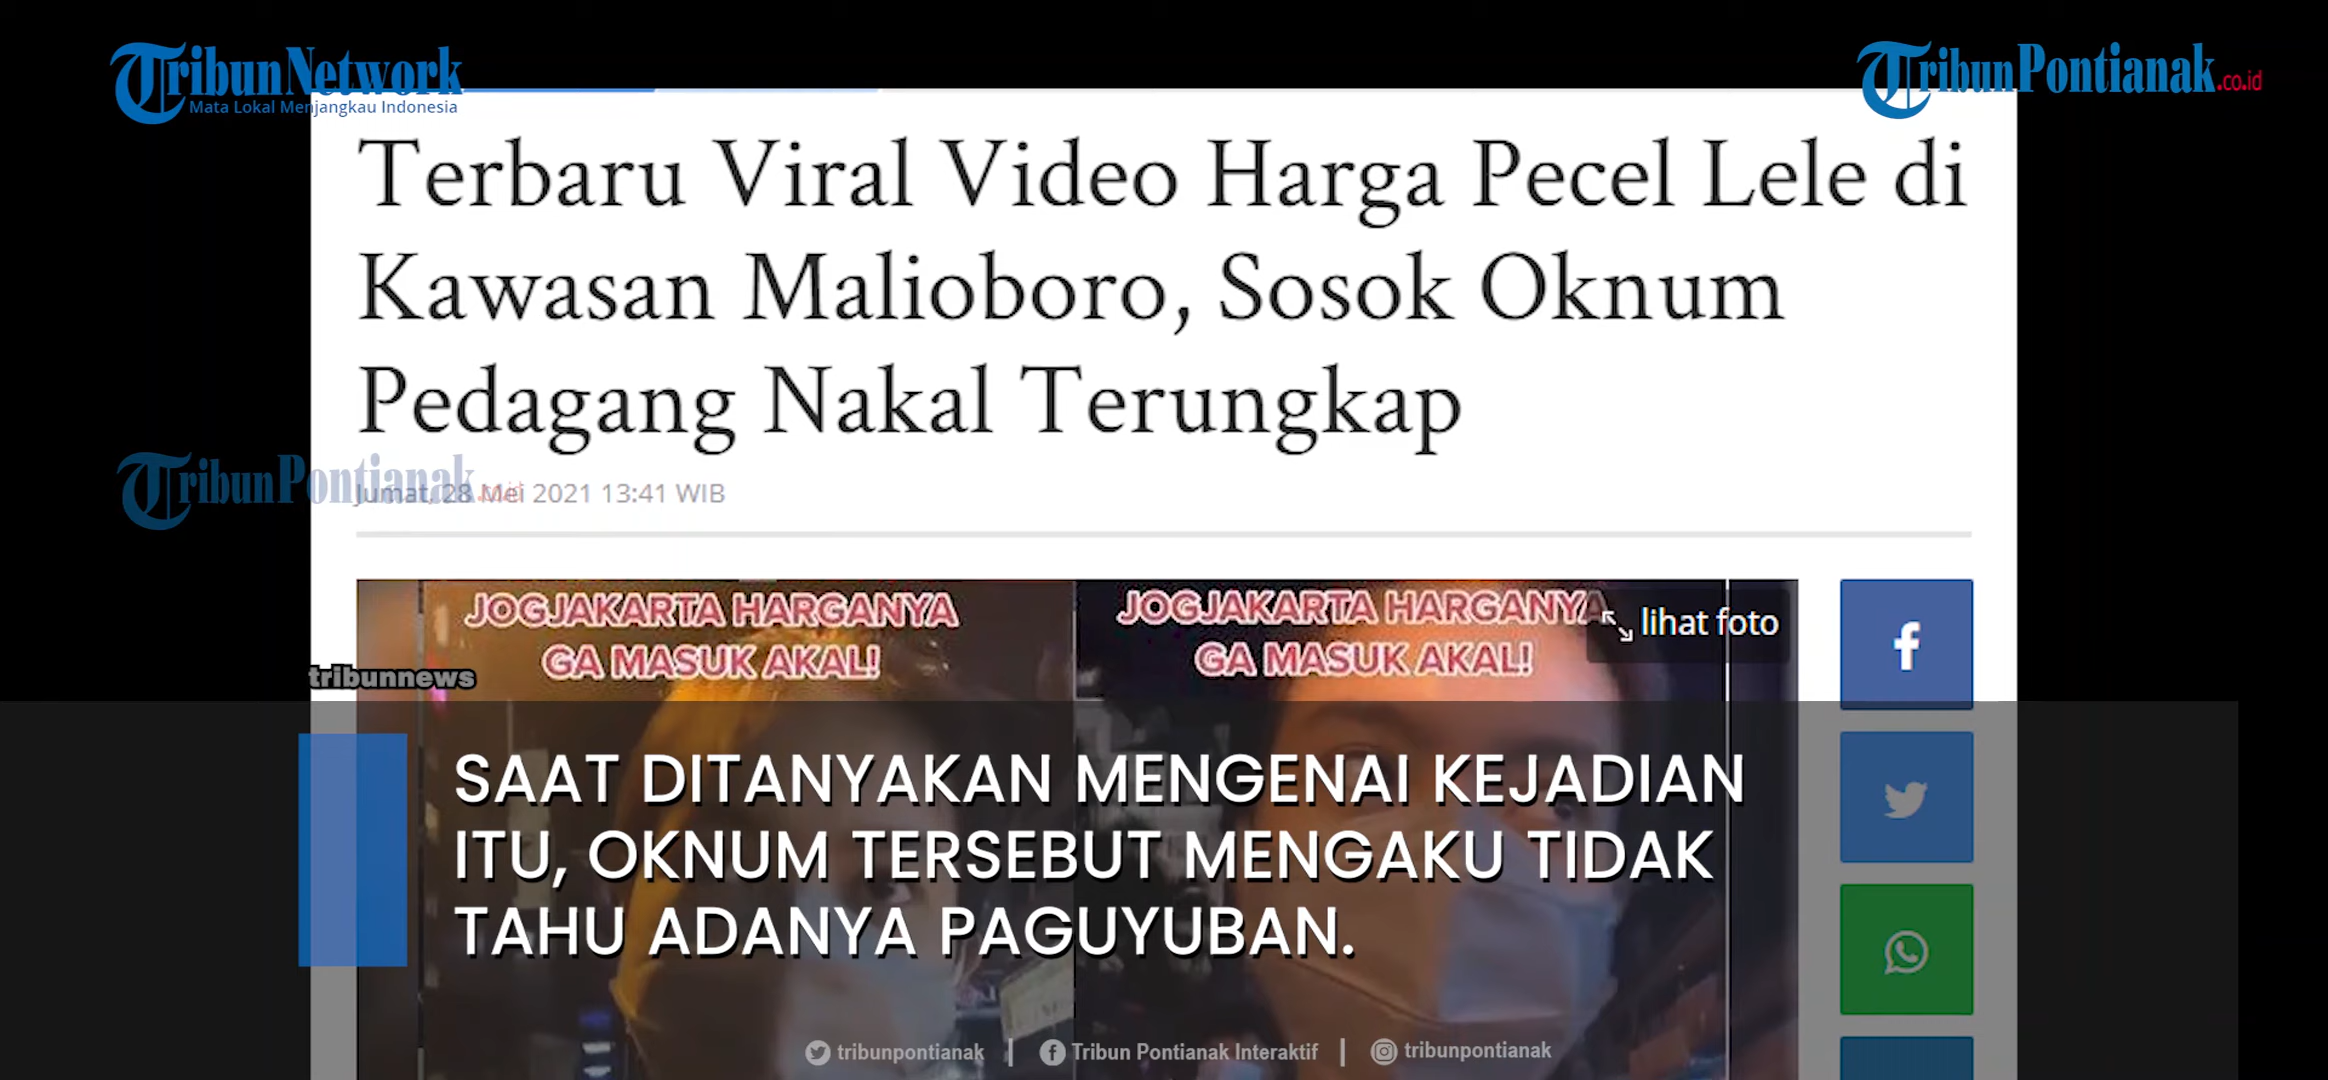 TribunNetwork
Mata Lokal Menjangkau Indonesia
TribunPontianak.co.id
Terbaru Viral Video Harga Pecel Lele di
Kawasan Malioboro, Sosok Oknum
Pedagang Nakal Terungkap
TribunPontianak.co.id
Jumat, 28 Mei 2021 13:41 WIB
JOGJAKARTA HARGANYA
GA MASUK AKAL!
JOGJAKARTA HARGANYA
GA MASUK AKAL!
lihat foto
tribunnews
SAAT DITANYAKAN MENGENAI KEJADIAN
ITU, OKNUM TERSEBUT MENGAKU TIDAK
TAHU ADANYA PAGUYUBAN.
tribunpontianak | Tribun Pontianak Interaktif | tribunpontianak